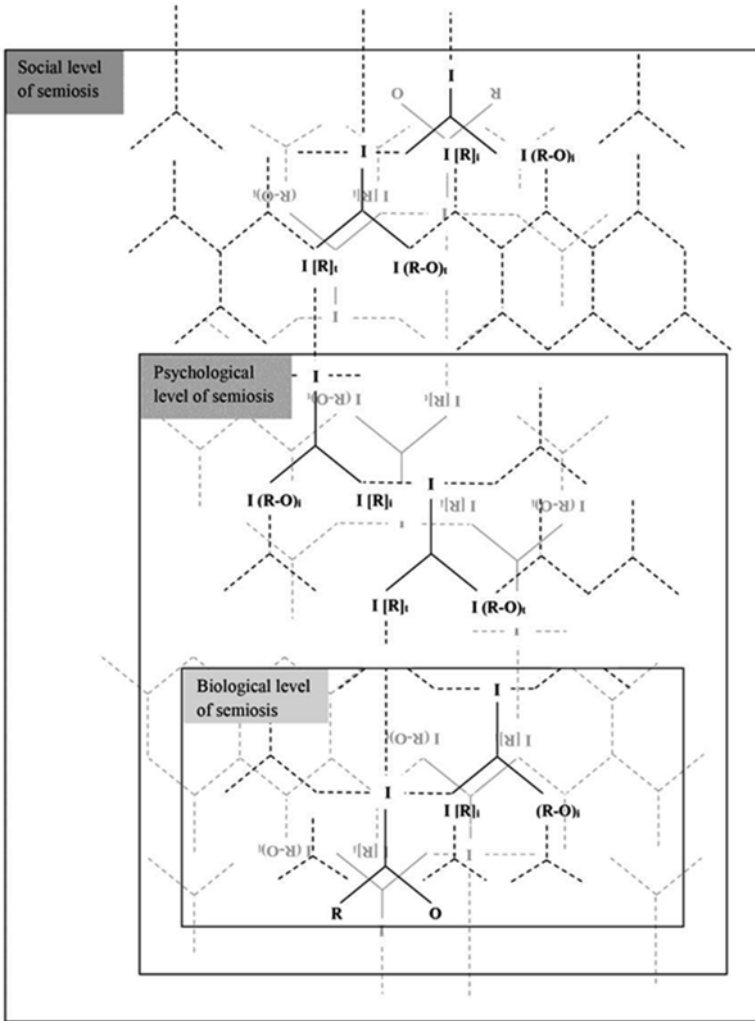 I
Social level
of semiosis
O R
I I [R]ᵢ I (R-O)ᵢ
I (R-O)ᵢ I [R]ᵢ I
I [R]ₜ I (R-O)ₜ
I
Psychological
level of semiosis
I
I (R-O)ₜ I [R]ₜ
I (R-O)ᵢ I [R]ᵢ I
I [R]ᵢ I (R-O)ᵢ
I
I [R]ₜ I (R-O)ₜ
I
Biological level
of semiosis
I
I (R-O) I [R]
I I [R]ᵢ (R-O)ᵢ
I (R-O)ᵢ I [R]ᵢ I
R O
I